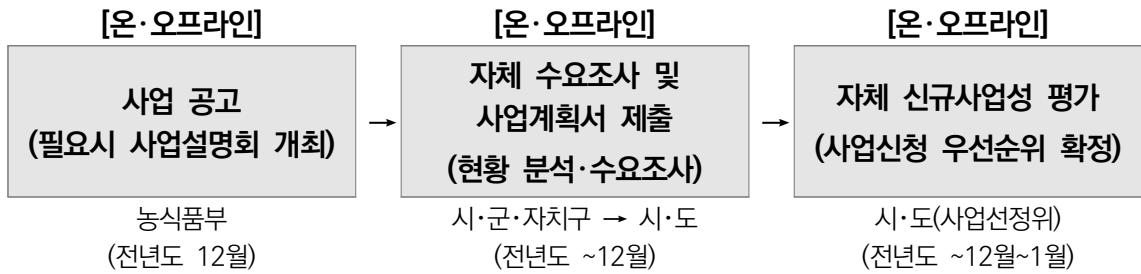 [온·오프라인]
사업 공고
(필요시 사업설명회 개최)
농식품부
(전년도 12월)
→
[온·오프라인]
자체 수요조사 및
사업계획서 제출
(현황 분석·수요조사)
시·군·자치구 → 시·도
(전년도 ~12월)
→
[온·오프라인]
자체 신규사업성 평가
(사업신청 우선순위 확정)
시·도(사업선정위)
(전년도 ~12월~1월)